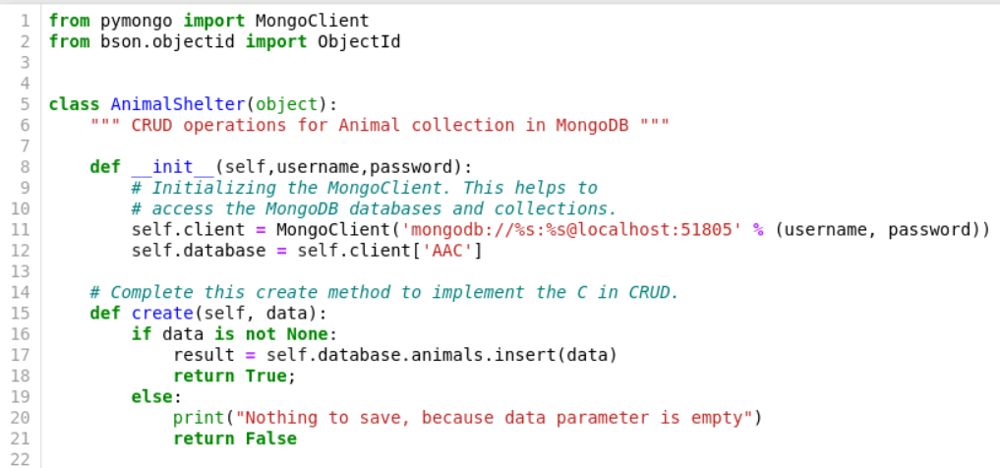 1 from pymongo import MongoClient
2 from bson.objectid import ObjectId
3
4
5 class AnimalShelter(object):
6     """ CRUD operations for Animal collection in MongoDB """
7
8     def __init__(self,username,password):
9         # Initializing the MongoClient. This helps to
10         # access the MongoDB databases and collections.
11         self.client = MongoClient('mongodb://%s:%s@localhost:51805' % (username, password))
12         self.database = self.client['AAC']
13
14     # Complete this create method to implement the C in CRUD.
15     def create(self, data):
16         if data is not None:
17             result = self.database.animals.insert(data)
18             return True;
19         else:
20             print("Nothing to save, because data parameter is empty")
21             return False
22